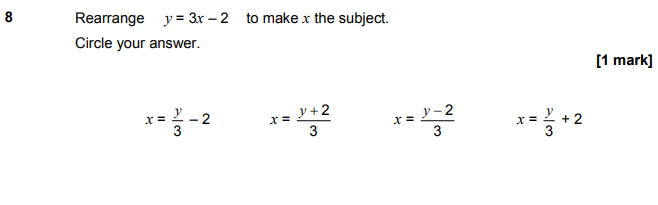 8 Rearrange y = 3x – 2 to make x the subject.
Circle your answer.
[1 mark]
x = y/3 – 2 x = (y + 2)/3 x = (y – 2)/3 x = y/3 + 2